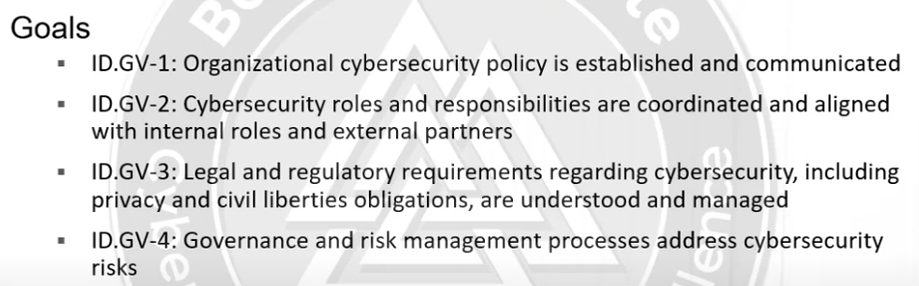 Goals
▪ ID.GV-1: Organizational cybersecurity policy is established and communicated
▪ ID.GV-2: Cybersecurity roles and responsibilities are coordinated and aligned
with internal roles and external partners
▪ ID.GV-3: Legal and regulatory requirements regarding cybersecurity, including
privacy and civil liberties obligations, are understood and managed
▪ ID.GV-4: Governance and risk management processes address cybersecurity
risks